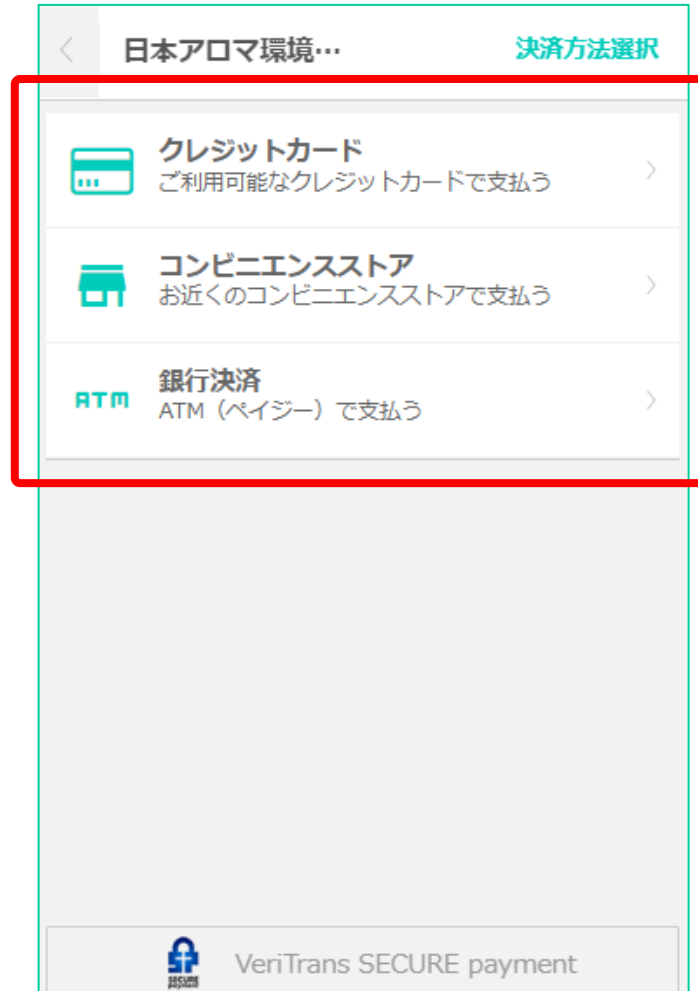 日本アロマ環境…
決済方法選択
クレジットカード
ご利用可能なクレジットカードで支払う
コンビニエンスストア
お近くのコンビニエンスストアで支払う
ATM
銀行決済
ATM（ペイジー）で支払う
SECURE
payment
VeriTrans SECURE payment